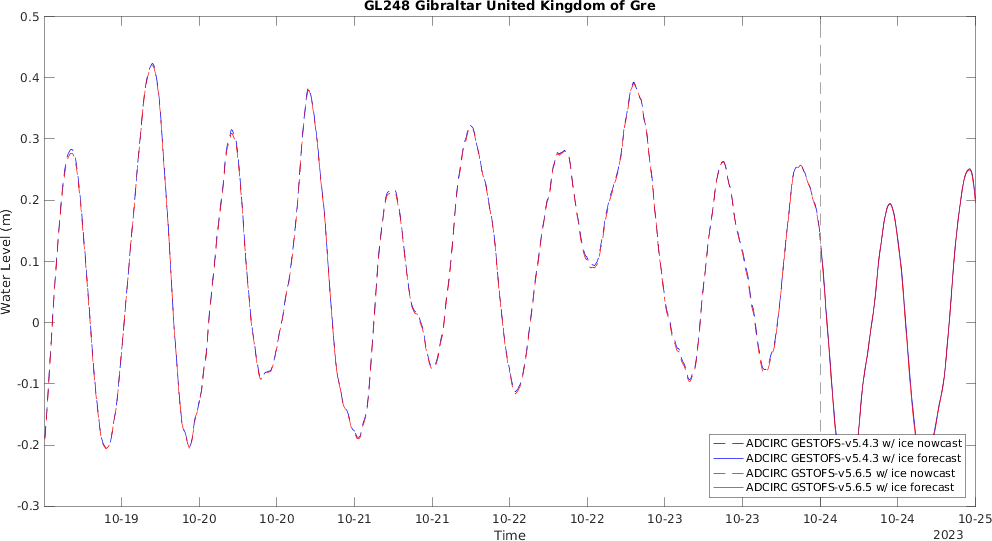 GL248 Gibraltar United Kingdom of Gre
0.5
0.4
0.3
0.2
0.1
0
-0.1
-0.2
-0.3
Water Level (m)
ADCIRC GESTOFS-v5.4.3 w/ ice nowcast
ADCIRC GESTOFS-v5.4.3 w/ ice forecast
ADCIRC GSTOFS-v5.6.5 w/ ice nowcast
ADCIRC GSTOFS-v5.6.5 w/ ice forecast
10-19 10-20 10-20 10-21 10-21 10-22 10-22 10-23 10-23 10-24 10-24 10-25
Time
2023